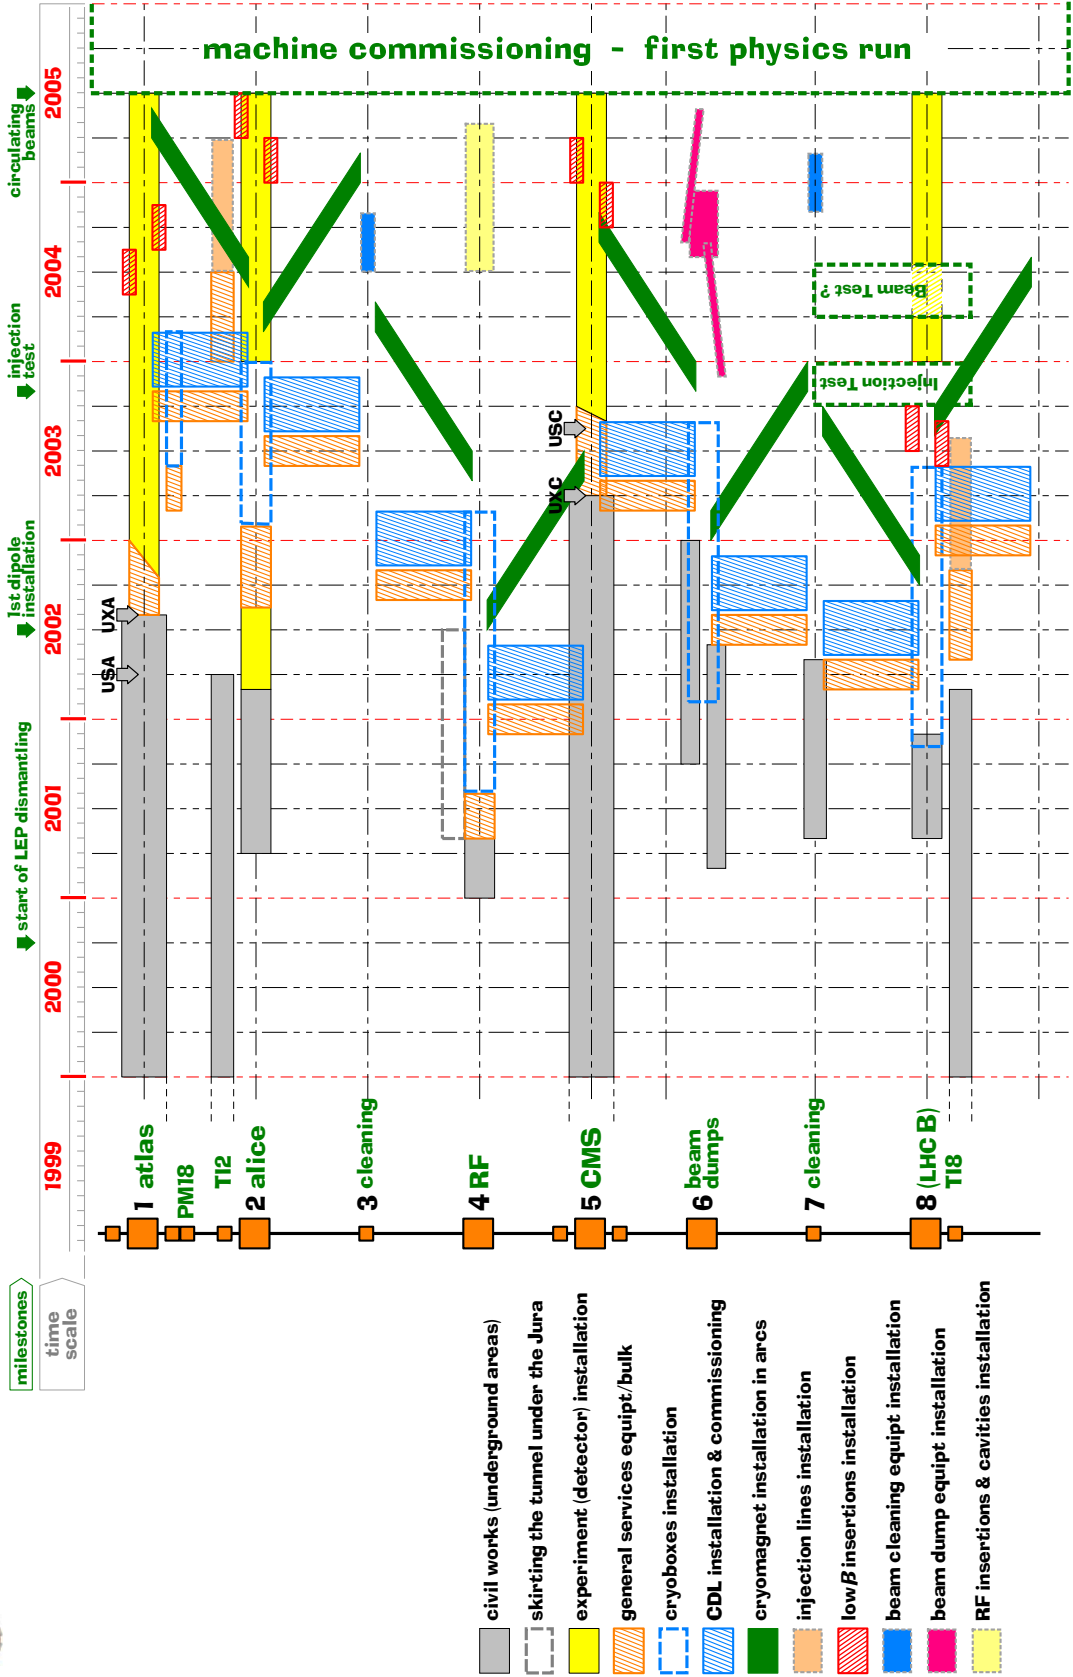 machine commissioning - first physics run
milestones
start of LEP dismantling
1st dipole
installation
injection
test
circulating
beams
time
scale
1999
2000
2001
2002
2003
2004
2005
1 atlas
PM18
TI2
2 alice
3 cleaning
4 RF
5 CMS
6 beam
dumps
7 cleaning
8 (LHC B)
TI8
USA
UXA
UXC
USC
Injection Test
Beam Test ?
civil works (underground areas)
skirting the tunnel under the Jura
experiment (detector) installation
general services equipt/bulk
cryoboxes installation
CDL installation & commissioning
cryomagnet installation in arcs
injection lines installation
low β insertions installation
beam cleaning equipt installation
beam dump equipt installation
RF insertions & cavities installation